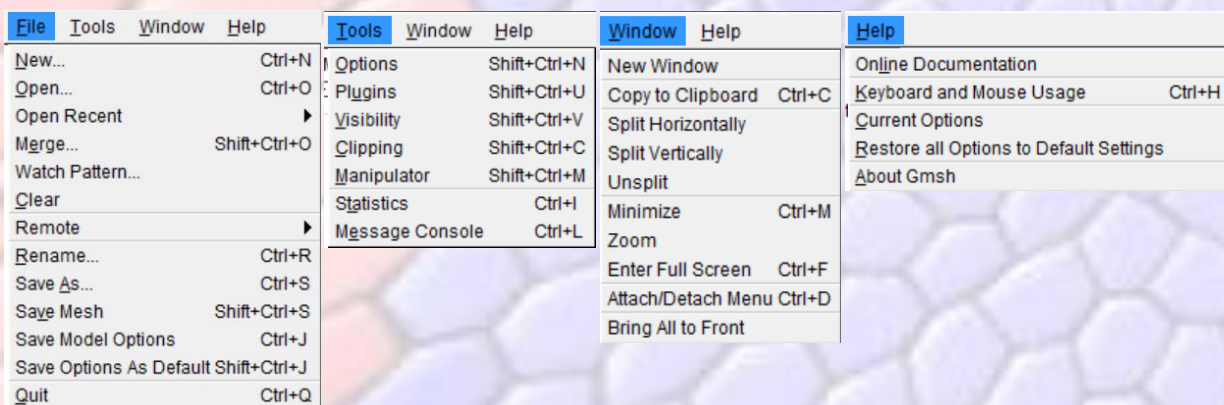 File Tools Window Help
New... Ctrl+N
Open... Ctrl+O
Open Recent
Merge... Shift+Ctrl+O
Watch Pattern...
Clear
Remote
Rename... Ctrl+R
Save As... Ctrl+S
Save Mesh Shift+Ctrl+S
Save Model Options Ctrl+J
Save Options As Default Shift+Ctrl+J
Quit Ctrl+Q
Tools Window Help
Options Shift+Ctrl+N
Plugins Shift+Ctrl+U
Visibility Shift+Ctrl+V
Clipping Shift+Ctrl+C
Manipulator Shift+Ctrl+M
Statistics Ctrl+I
Message Console Ctrl+L
Window Help
New Window
Copy to Clipboard Ctrl+C
Split Horizontally
Split Vertically
Unsplit
Minimize Ctrl+M
Zoom
Enter Full Screen Ctrl+F
Attach/Detach Menu Ctrl+D
Bring All to Front
Help
Online Documentation
Keyboard and Mouse Usage Ctrl+H
Current Options
Restore all Options to Default Settings
About Gmsh